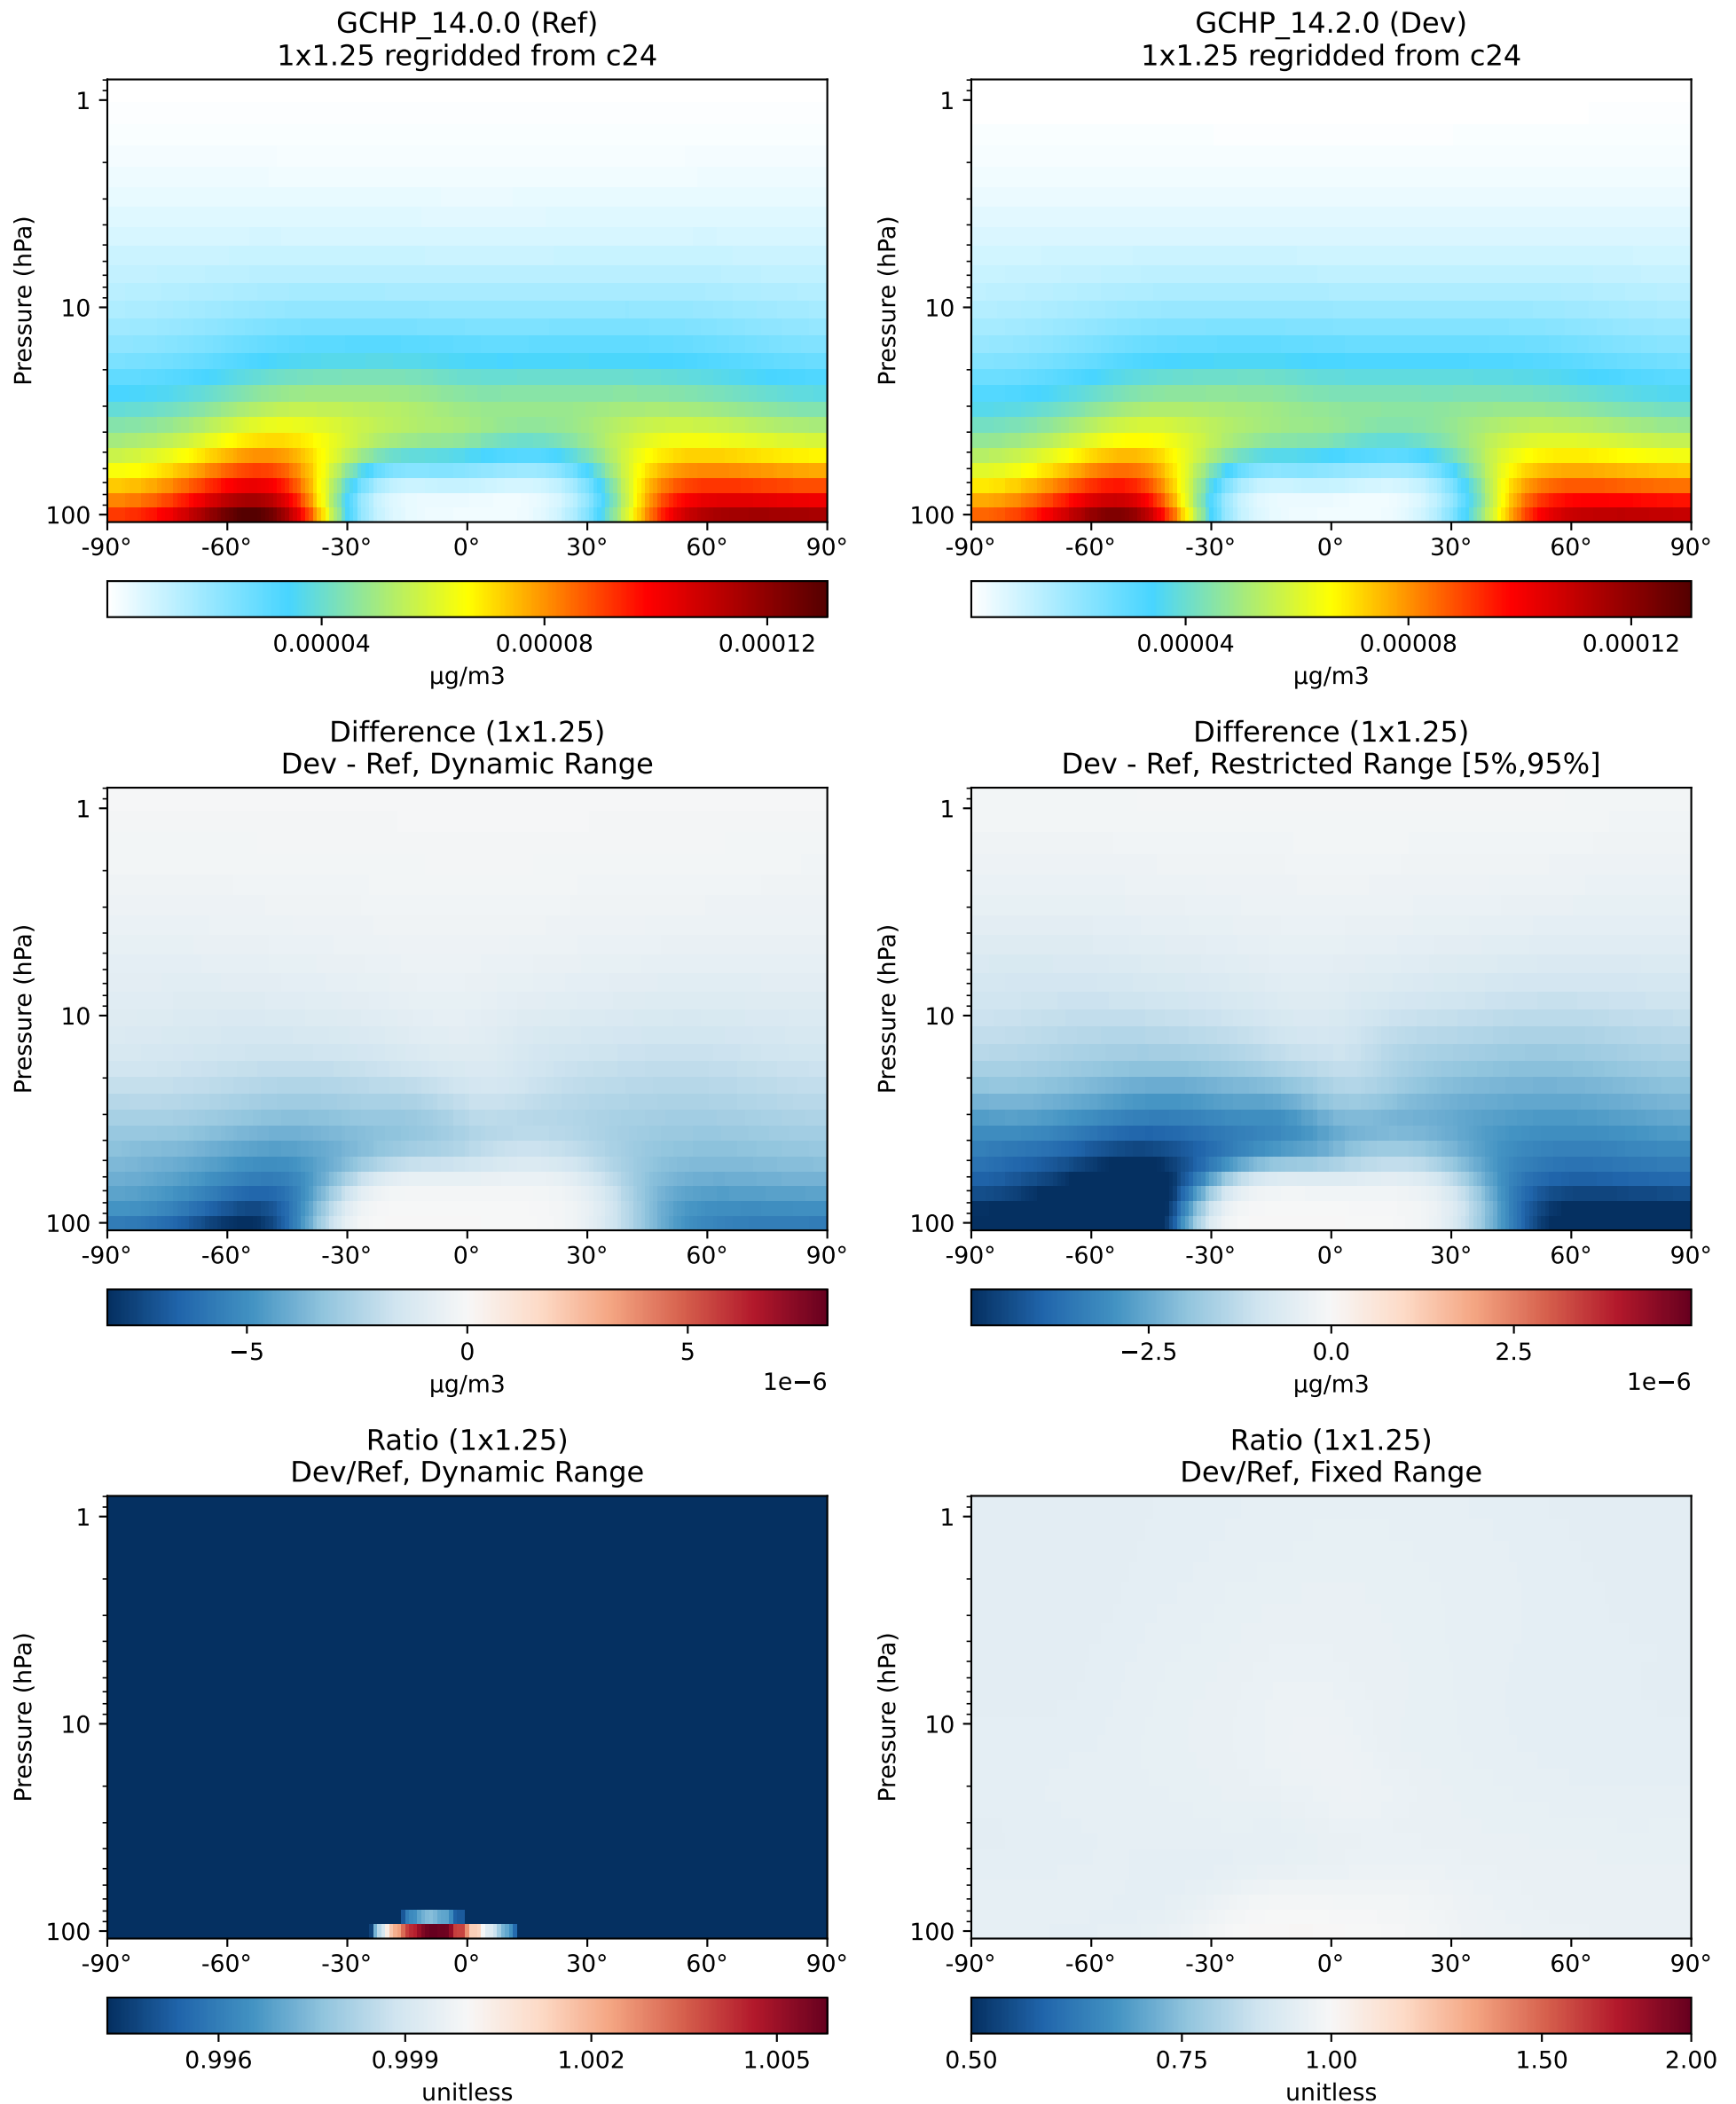 GCHP_14.0.0 (Ref)
1x1.25 regridded from c24
Pressure (hPa)
1
10
100
-90° -60° -30° 0° 30° 60° 90°
0.00004 0.00008 0.00012
µg/m3
GCHP_14.2.0 (Dev)
1x1.25 regridded from c24
Pressure (hPa)
1
10
100
-90° -60° -30° 0° 30° 60° 90°
0.00004 0.00008 0.00012
µg/m3
Difference (1x1.25)
Dev - Ref, Dynamic Range
Pressure (hPa)
1
10
100
-90° -60° -30° 0° 30° 60° 90°
−5 0 5
µg/m3 1e−6
Difference (1x1.25)
Dev - Ref, Restricted Range [5%,95%]
Pressure (hPa)
1
10
100
-90° -60° -30° 0° 30° 60° 90°
−2.5 0.0 2.5
µg/m3 1e−6
Ratio (1x1.25)
Dev/Ref, Dynamic Range
Pressure (hPa)
1
10
100
-90° -60° -30° 0° 30° 60° 90°
0.996 0.999 1.002 1.005
unitless
Ratio (1x1.25)
Dev/Ref, Fixed Range
Pressure (hPa)
1
10
100
-90° -60° -30° 0° 30° 60° 90°
0.50 0.75 1.00 1.50 2.00
unitless